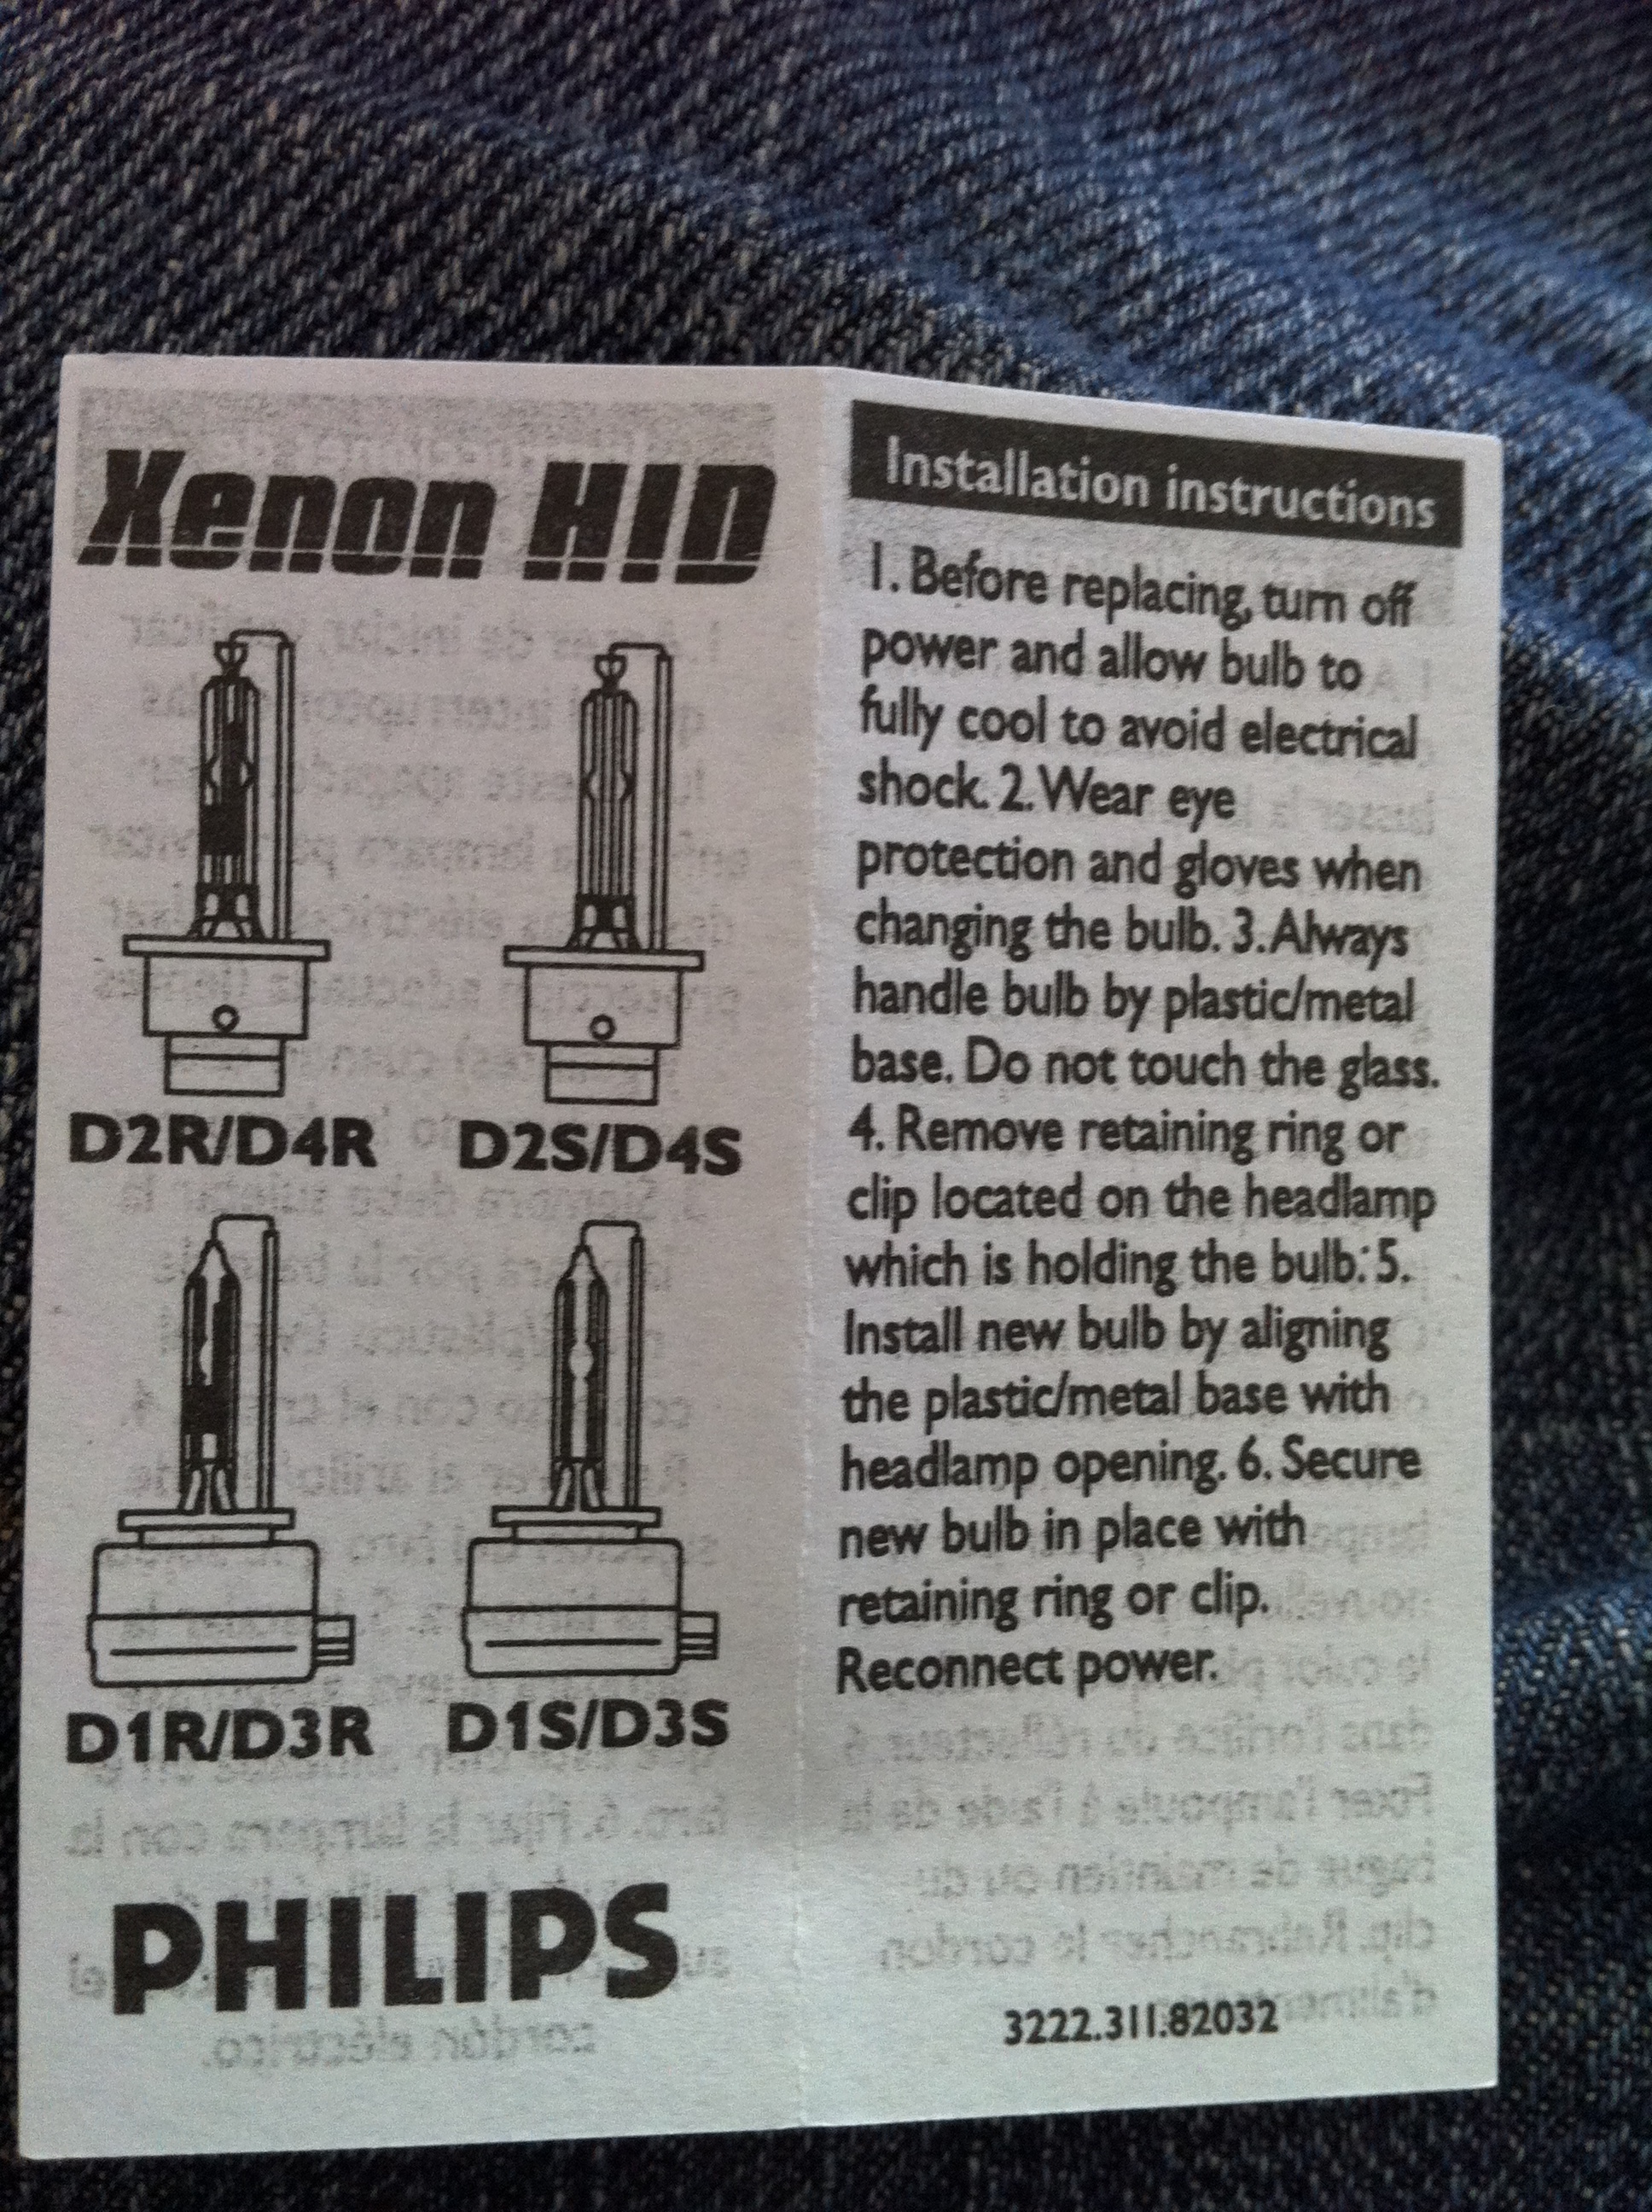 Xenon HID
D2R/D4R
D2S/D4S
D1R/D3R
D1S/D3S
PHILIPS
Installation instructions
1. Before replacing, turn off
power and allow bulb to
fully cool to avoid electrical
shock. 2. Wear eye
protection and gloves when
changing the bulb. 3. Always
handle bulb by plastic/metal
base. Do not touch the glass.
4. Remove retaining ring or
clip located on the headlamp
which is holding the bulb. 5.
Install new bulb by aligning
the plastic/metal base with
headlamp opening. 6. Secure
new bulb in place with
retaining ring or clip.
Reconnect power.
3222.311.82032